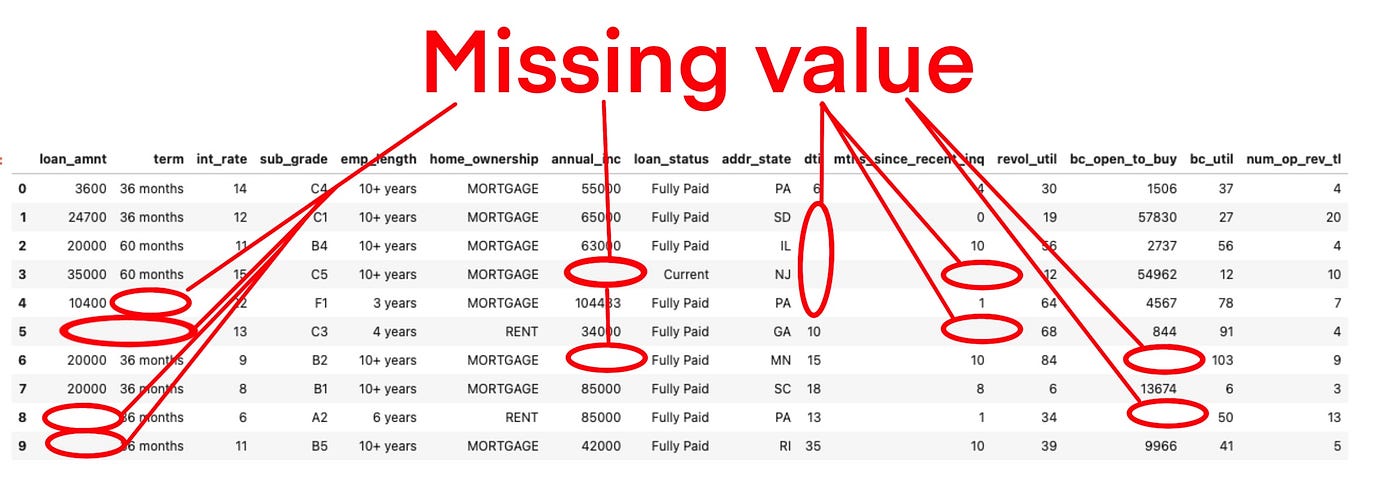 Missing value
loan_amnt term int_rate sub_grade emp_length home_ownership annual_inc loan_status addr_state dti mths_since_recent_inq revol_util bc_open_to_buy bc_util num_op_rev_tl
0 3600 36 months 14 C4 10+ years MORTGAGE 55000 Fully Paid PA 6 4 30 1506 37 4
1 24700 36 months 12 C1 10+ years MORTGAGE 65000 Fully Paid SD 0 19 57830 27 20
2 20000 60 months 11 B4 10+ years MORTGAGE 63000 Fully Paid IL 10 56 2737 56 4
3 35000 60 months 15 C5 10+ years MORTGAGE Current NJ 12 54962 12 10
4 10400 22 F1 3 years MORTGAGE 104433 Fully Paid PA 1 64 4567 78 7
5 13 C3 4 years RENT 34000 Fully Paid GA 10 68 844 91 4
6 20000 36 months 9 B2 10+ years MORTGAGE Fully Paid MN 15 10 84 103 9
7 20000 36 months 8 B1 10+ years MORTGAGE 85000 Fully Paid SC 18 8 6 13674 6 3
8 36 months 6 A2 6 years RENT 85000 Fully Paid PA 13 1 34 50 13
9 36 months 11 B5 10+ years MORTGAGE 42000 Fully Paid RI 35 10 39 9966 41 5